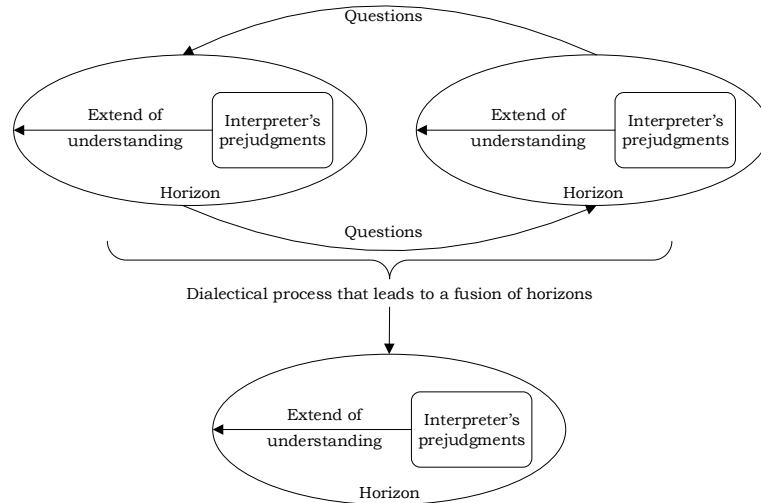 Questions
Extend of
understanding
Interpreter's
prejudgments
Horizon
Extend of
understanding
Interpreter's
prejudgments
Horizon
Questions
Dialectical process that leads to a fusion of horizons
Extend of
understanding
Interpreter's
prejudgments
Horizon